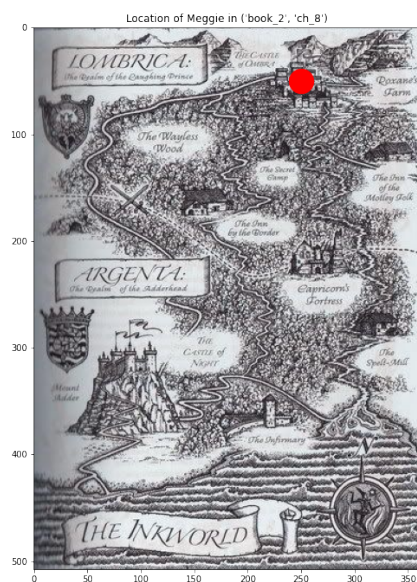 Location of Meggie in ('book_2', 'ch_8')
LOMBRICA:
The Realm of the Laughing Prince
THE CASTLE
of OMBRA
Roxane's
Farm
The Wayless
Wood
The Secret
Camp
The Inn
of the
Motley Folk
The Inn
by the Border
ARGENTA:
The Realm of the Adderhead
Capricorn's
Fortress
THE
CASTLE of
NIGHT
The
Spelt-Mill
Mount
Adder
The Infirmary
N
THE INKWORLD
0
100
200
300
400
500
0
50
100
150
200
250
300
350